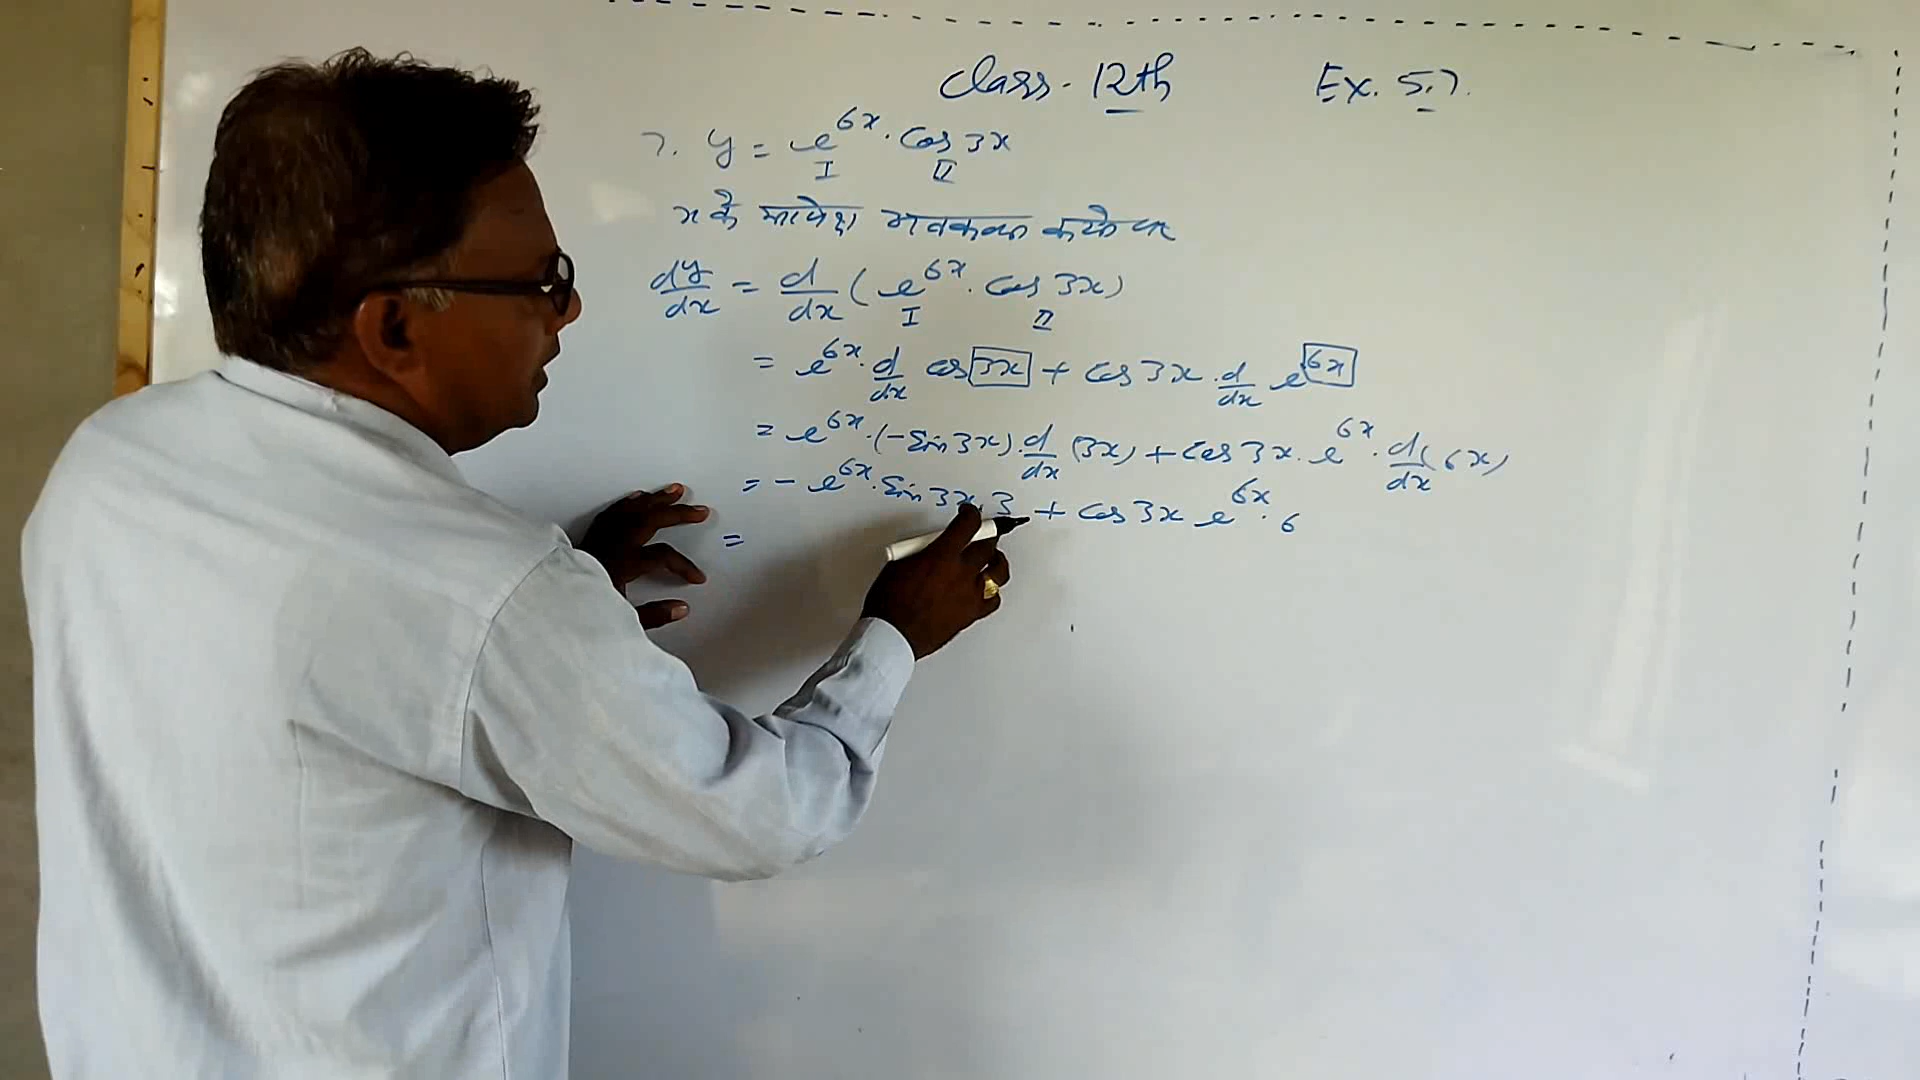 Class - 12th Ex. 5.7.
7. y = e^6x . Cos 3x
I II
x के सापेक्ष अवकलन करने पर
dy/dx = d/dx (e^6x . Cos 3x)
I II
= e^6x . d/dx cos 3x + Cos 3x . d/dx e^6x
= e^6x . (-Sin 3x) . d/dx (3x) + Cos 3x . e^6x . d/dx (6x)
= - e^6x . Sin 3x . 3 + Cos 3x e^6x . 6
=